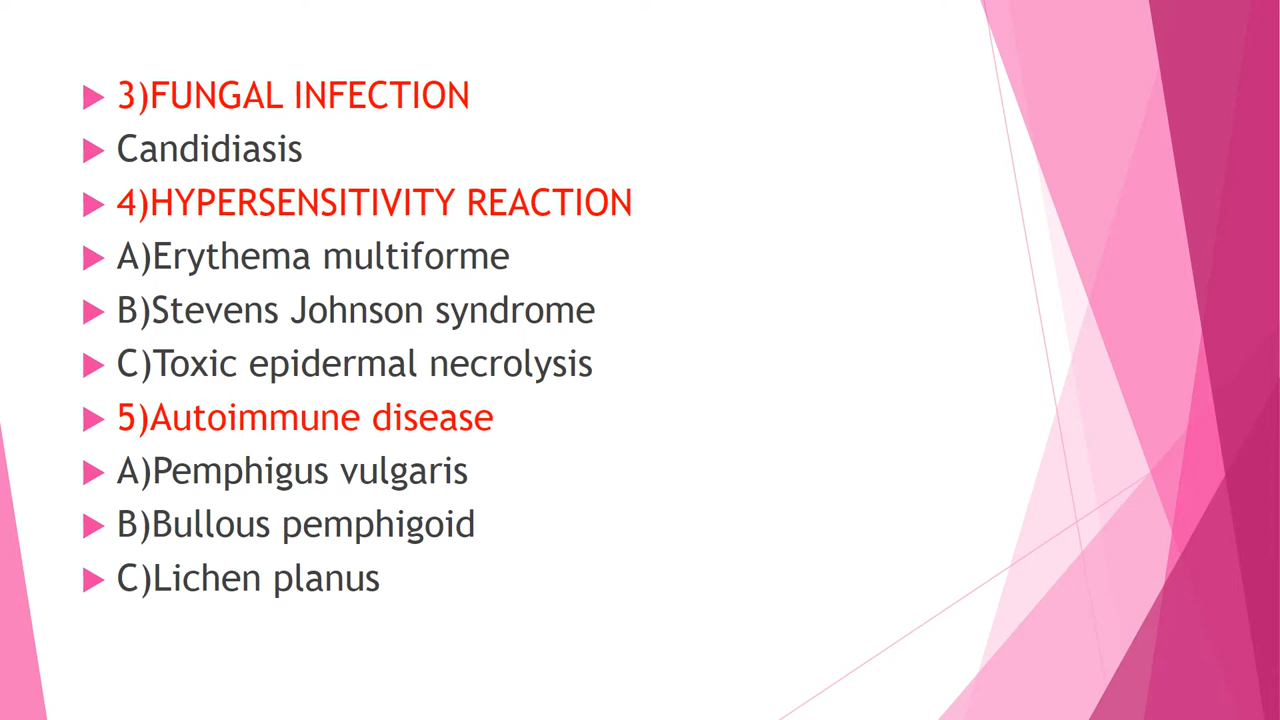 3)FUNGAL INFECTION
Candidiasis
4)HYPERSENSITIVITY REACTION
A)Erythema multiforme
B)Stevens Johnson syndrome
C)Toxic epidermal necrolysis
5)Autoimmune disease
A)Pemphigus vulgaris
B)Bullous pemphigoid
C)Lichen planus